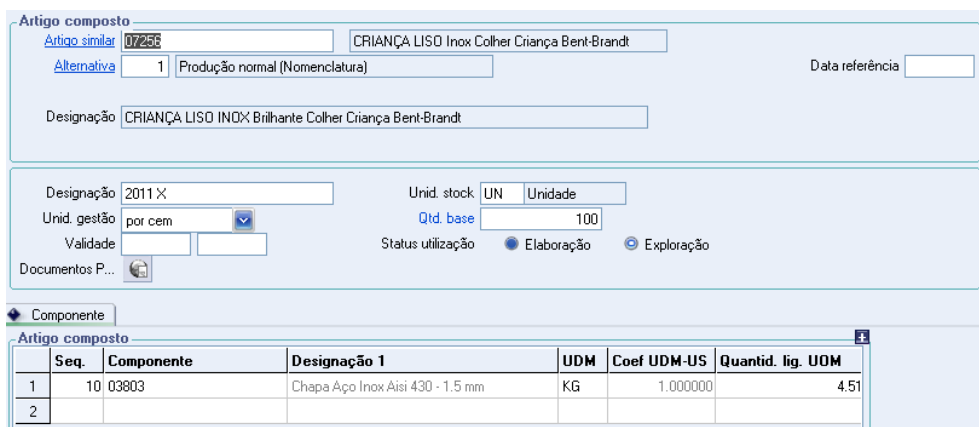 Artigo composto
Artigo similar 07256 CRIANÇA LISO Inox Colher Criança Bent-Brandt
Alternativa 1 Produção normal (Nomenclatura) Data referência
Designação CRIANÇA LISO INOX Brilhante Colher Criança Bent-Brandt
Designação 2011 X Unid. stock UN Unidade
Unid. gestão por cem Qtd. base 100
Validade Status utilização Elaboração Exploração
Documentos P...
Componente
Artigo composto
Seq. Componente Designação 1 UDM Coef UDM-US Quantid. lig. UOM
1 10 03803 Chapa Aço Inox Aisi 430 - 1.5 mm KG 1.000000 4.51
2